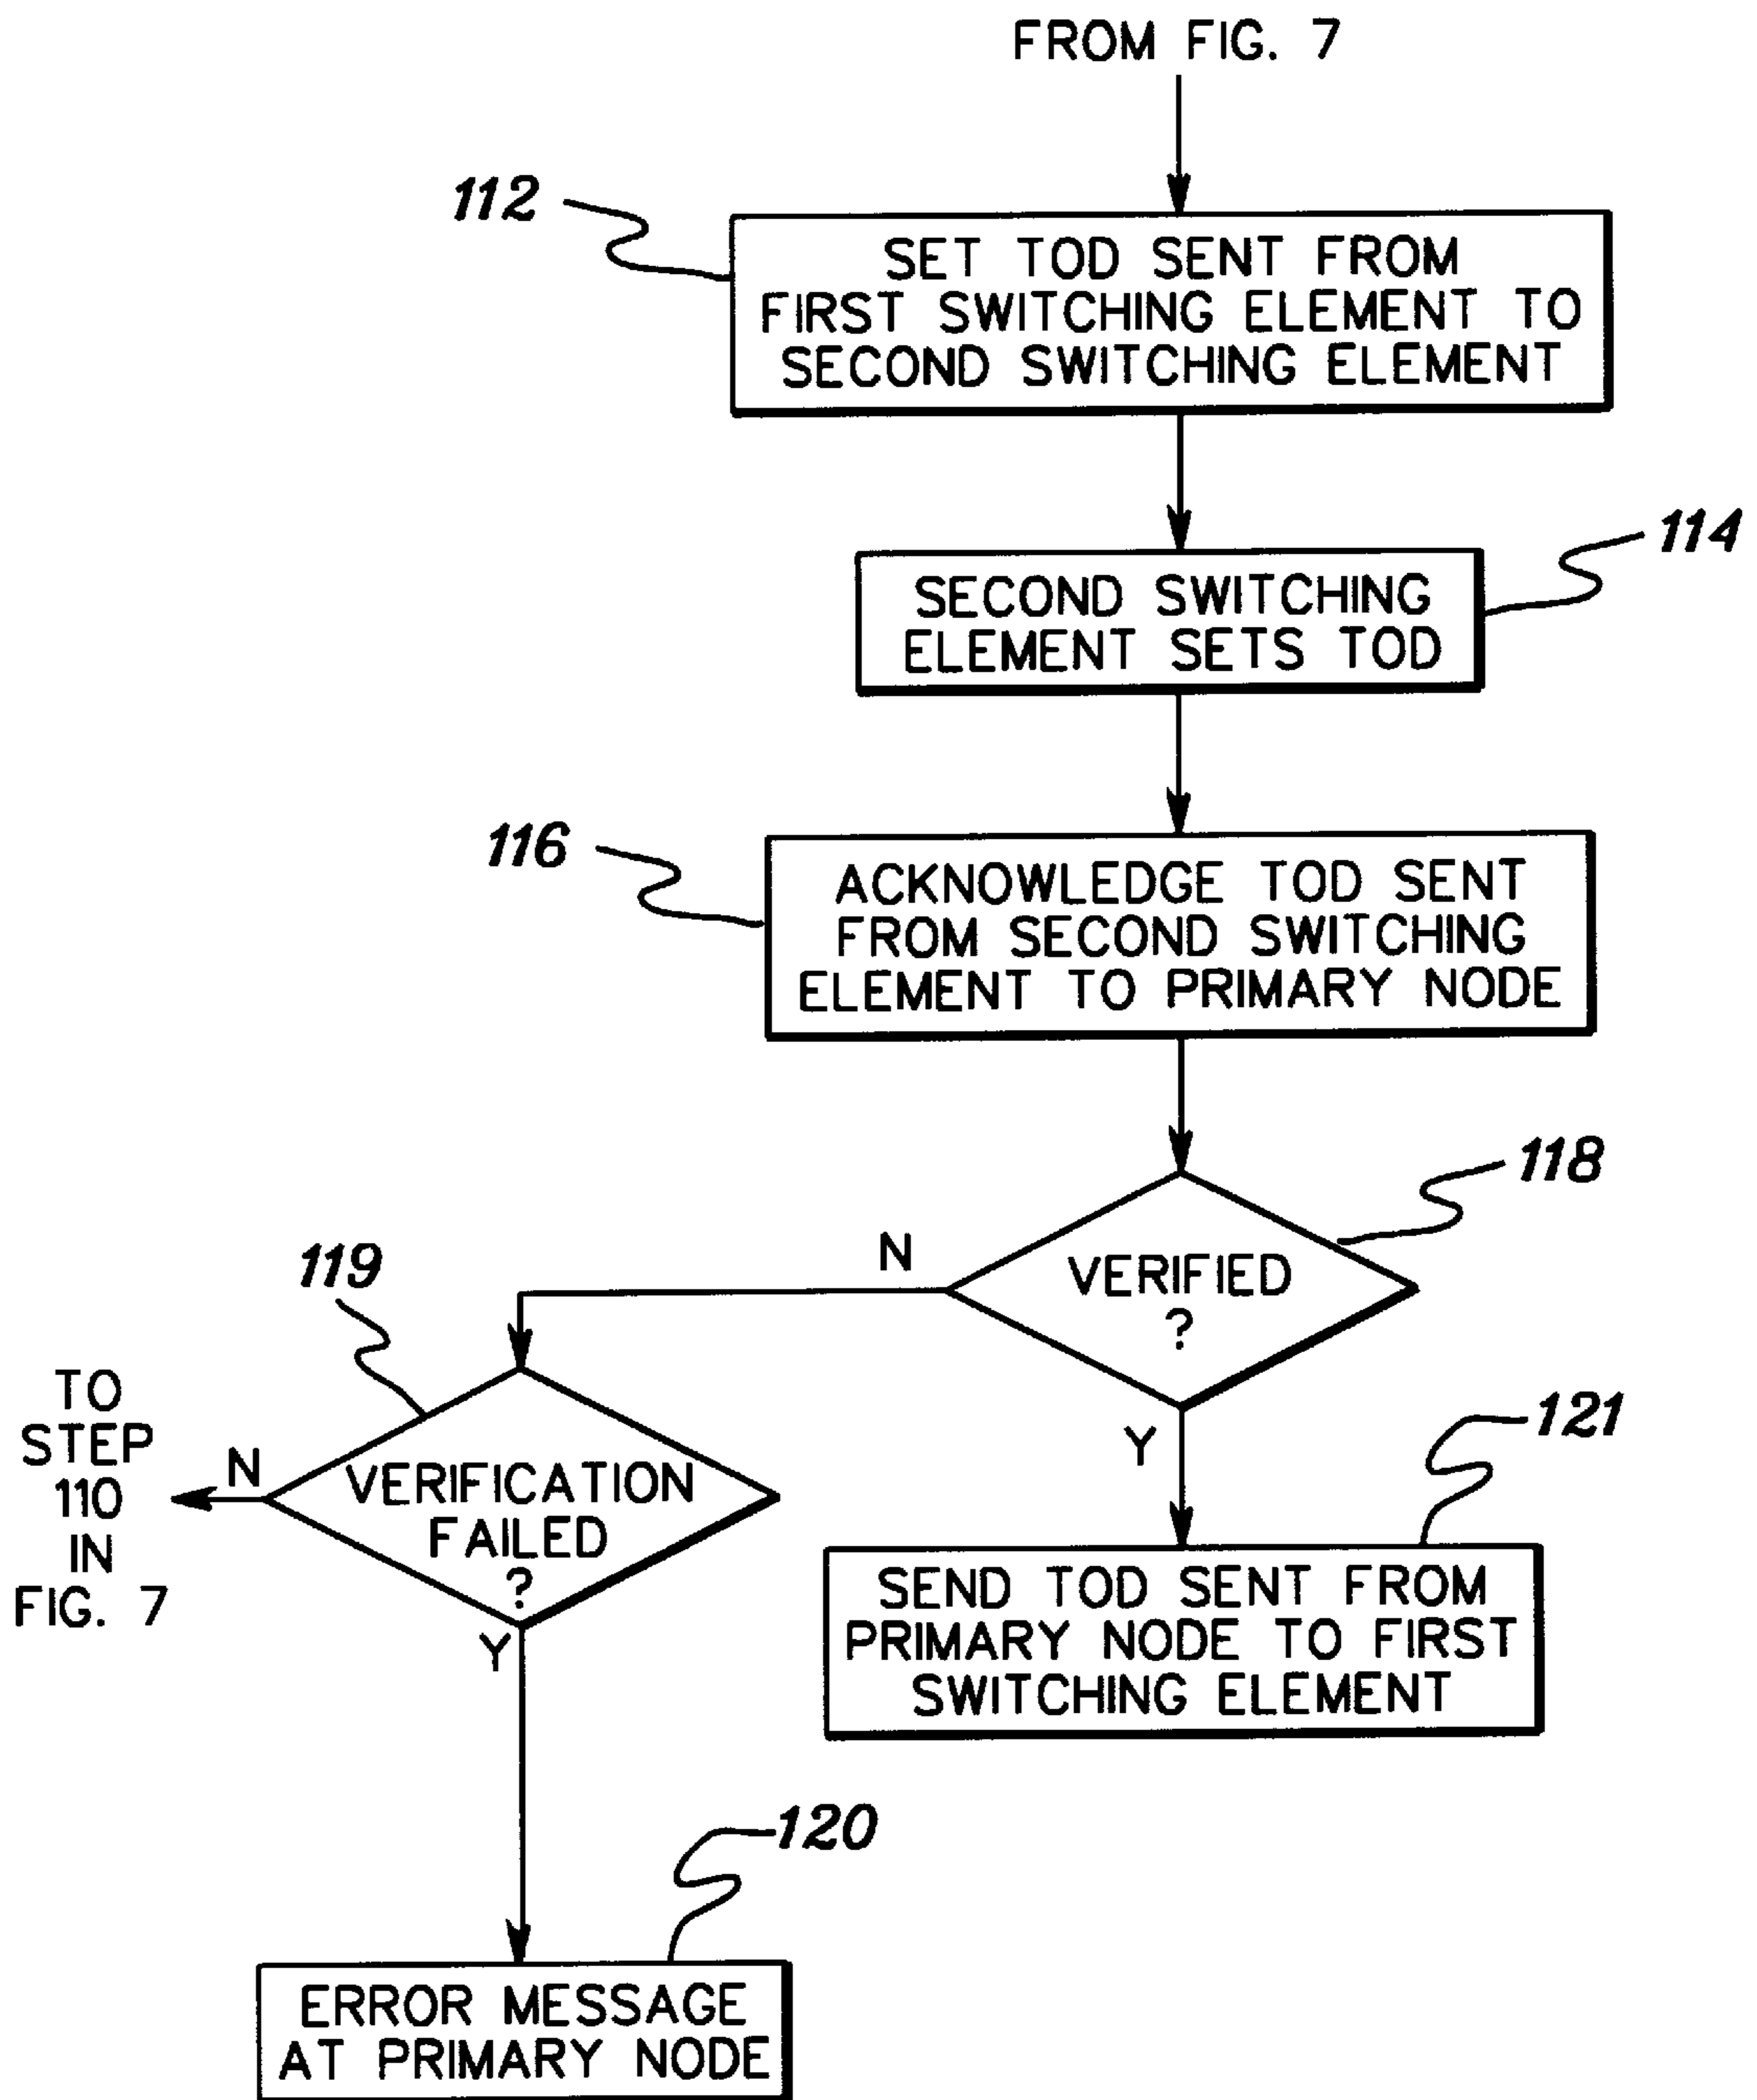 FROM FIG. 7
112
SET TOD SENT FROM
FIRST SWITCHING ELEMENT TO
SECOND SWITCHING ELEMENT
114
SECOND SWITCHING
ELEMENT SETS TOD
116
ACKNOWLEDGE TOD SENT
FROM SECOND SWITCHING
ELEMENT TO PRIMARY NODE
118
VERIFIED
?
N
Y
119
VERIFICATION
FAILED
?
N
TO
STEP
110
IN
FIG. 7
Y
121
SEND TOD SENT FROM
PRIMARY NODE TO FIRST
SWITCHING ELEMENT
120
ERROR MESSAGE
AT PRIMARY NODE